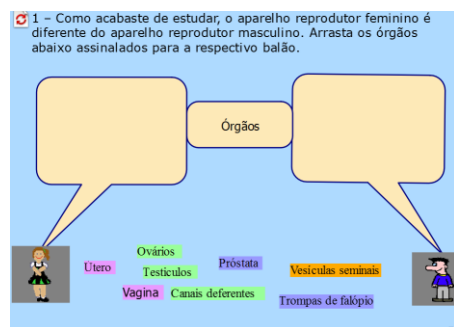 1 – Como acabaste de estudar, o aparelho reprodutor feminino é
diferente do aparelho reprodutor masculino. Arrasta os órgãos
abaixo assinalados para a respectivo balão.
Órgãos
Ovários
Útero
Testículos
Próstata
Vesículas seminais
Vagina
Canais deferentes
Trompas de falópio